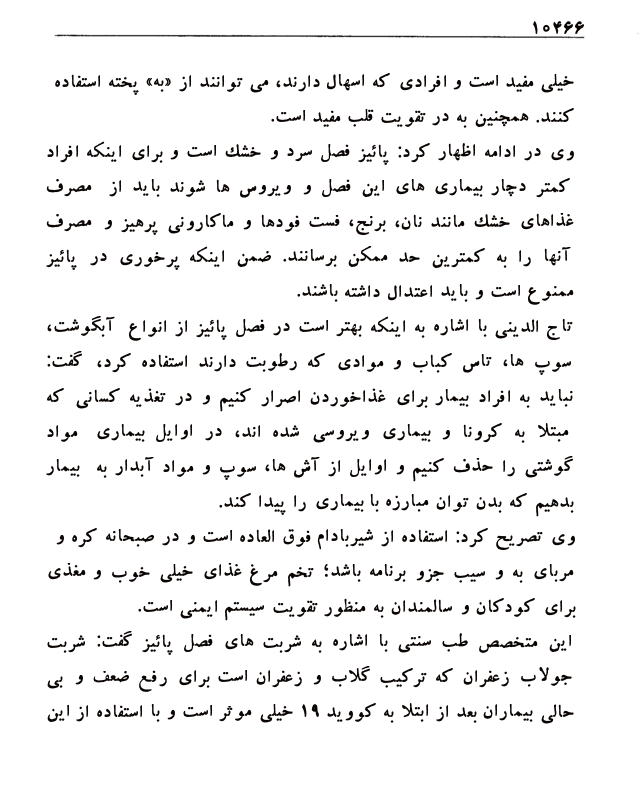 ۱۰۴۶۶
خیلی مفید است و افرادی که اسهال دارند، می توانند از «به» پخته استفاده
کنند. همچنین به در تقویت قلب مفید است.
وی در ادامه اظهار کرد: پائیز فصل سرد و خشك است و برای اینکه افراد
کمتر دچار بیماری های این فصل و ویروس ها شوند باید از مصرف
غذاهای خشك مانند نان، برنج، فست فودها و ماکارونی پرهیز و مصرف
آنها را به کمترین حد ممکن برسانند. ضمن اینکه پرخوری در پائیز
ممنوع است و باید اعتدال داشته باشند.
تاج الدینی با اشاره به اینکه بهتر است در فصل پائیز از انواع آبگوشت،
سوپ ها، تاس کباب و موادی که رطوبت دارند استفاده کرد، گفت:
نباید به افراد بیمار برای غذاخوردن اصرار کنیم و در تغذیه کسانی که
مبتلا به کرونا و بیماری ویروسی شده اند، در اوایل بیماری مواد
گوشتی را حذف کنیم و اوایل از آش ها، سوپ و مواد آبدار به بیمار
بدهیم که بدن توان مبارزه با بیماری را پیدا کند.
وی تصریح کرد: استفاده از شیربادام فوق العاده است و در صبحانه کره و
مربای به و سیب جزو برنامه باشد؛ تخم مرغ غذای خیلی خوب و مغذی
برای کودکان و سالمندان به منظور تقویت سیستم ایمنی است.
این متخصص طب سنتی با اشاره به شربت های فصل پائیز گفت: شربت
جولاب زعفران که ترکیب گلاب و زعفران است برای رفع ضعف و بی
حالی بیماران بعد از ابتلا به کووید ۱۹ خیلی موثر است و با استفاده از این